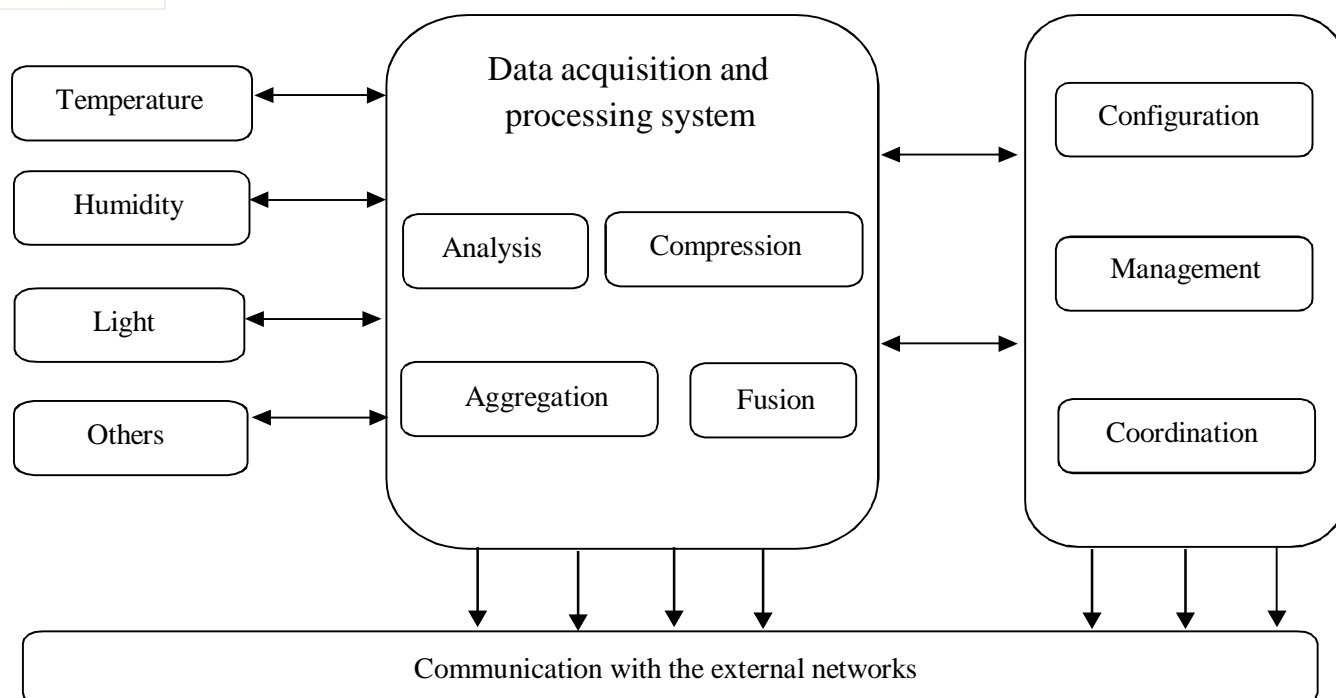 Data acquisition and
processing system
Temperature
Humidity
Light
Others
Analysis
Compression
Aggregation
Fusion
Configuration
Management
Coordination
Communication with the external networks